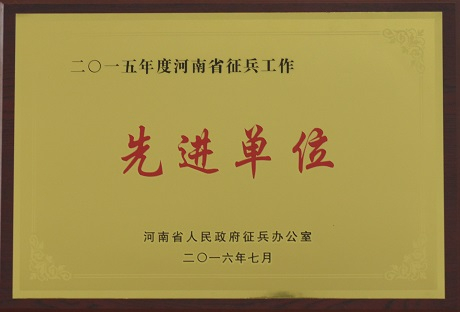 二〇一五年度河南省征兵工作
先进单位
河南省人民政府征兵办公室
二〇一六年七月